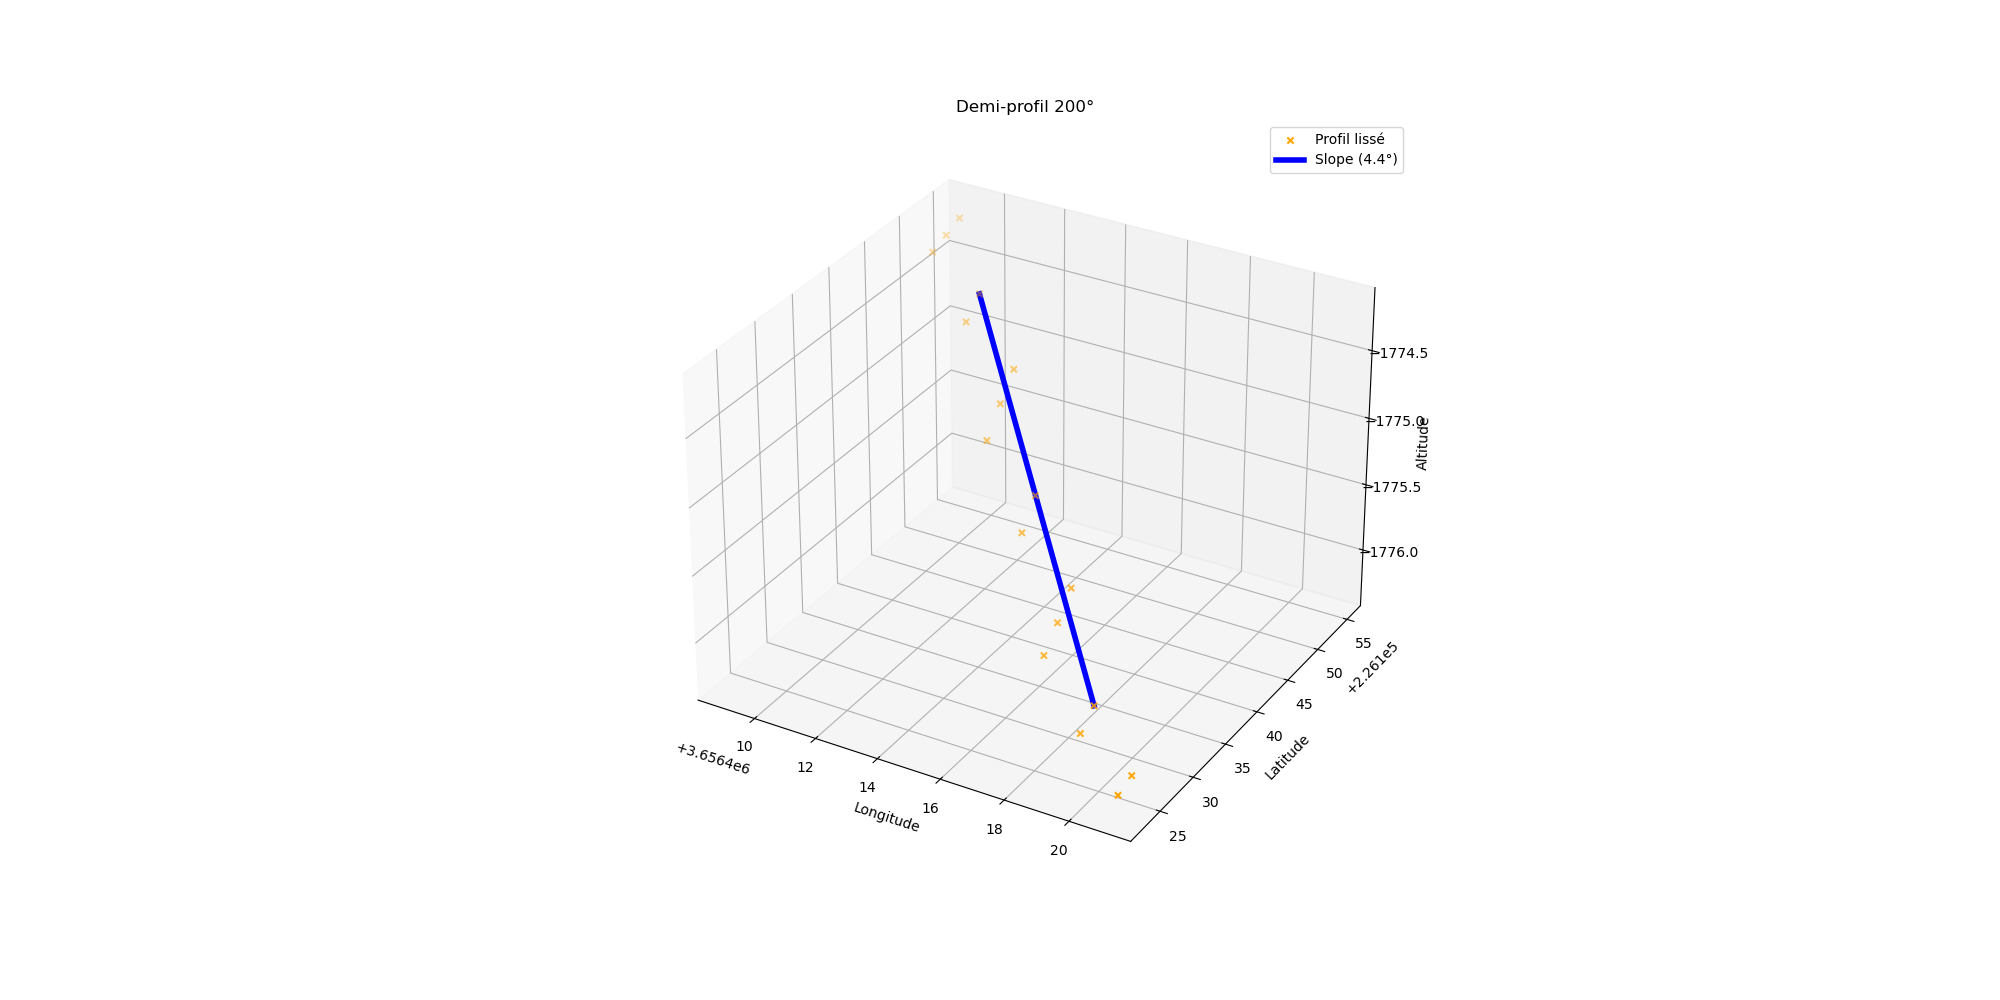 Demi-profil 200°
Profil lissé
Slope (4.4°)
−1774.5
−1775.0
−1775.5
−1776.0
Altitude
55
50
45
40
35
30
25
+2.261e5
Latitude
10
12
14
16
18
20
+3.6564e6
Longitude